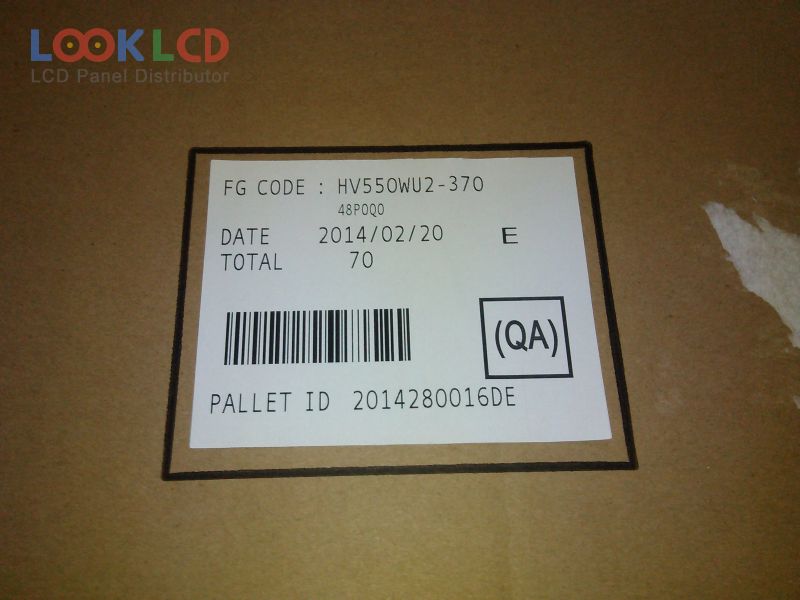 LOOK LCD
LCD Panel Distributor
FG CODE : HV550WU2-370
48P0Q0
DATE 2014/02/20 E
TOTAL 70
(QA)
PALLET ID 2014280016DE